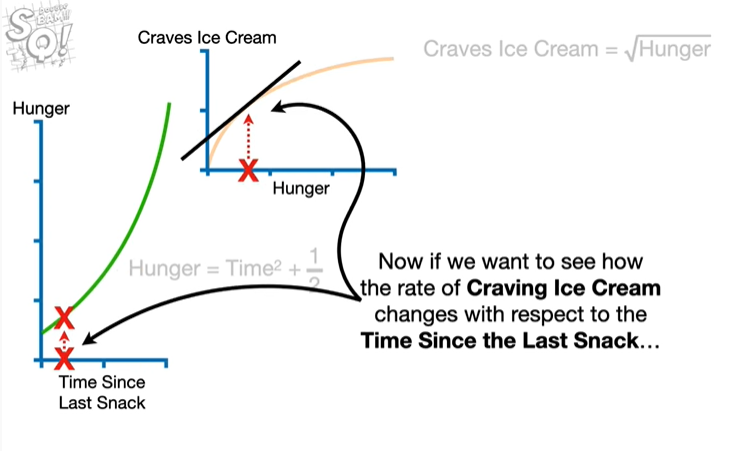 SQ!
Craves Ice Cream
Craves Ice Cream = √Hunger
Hunger
Hunger
Hunger = Time² + 1/2
Now if we want to see how
the rate of Craving Ice Cream
changes with respect to the
Time Since the Last Snack...
Time Since
Last Snack